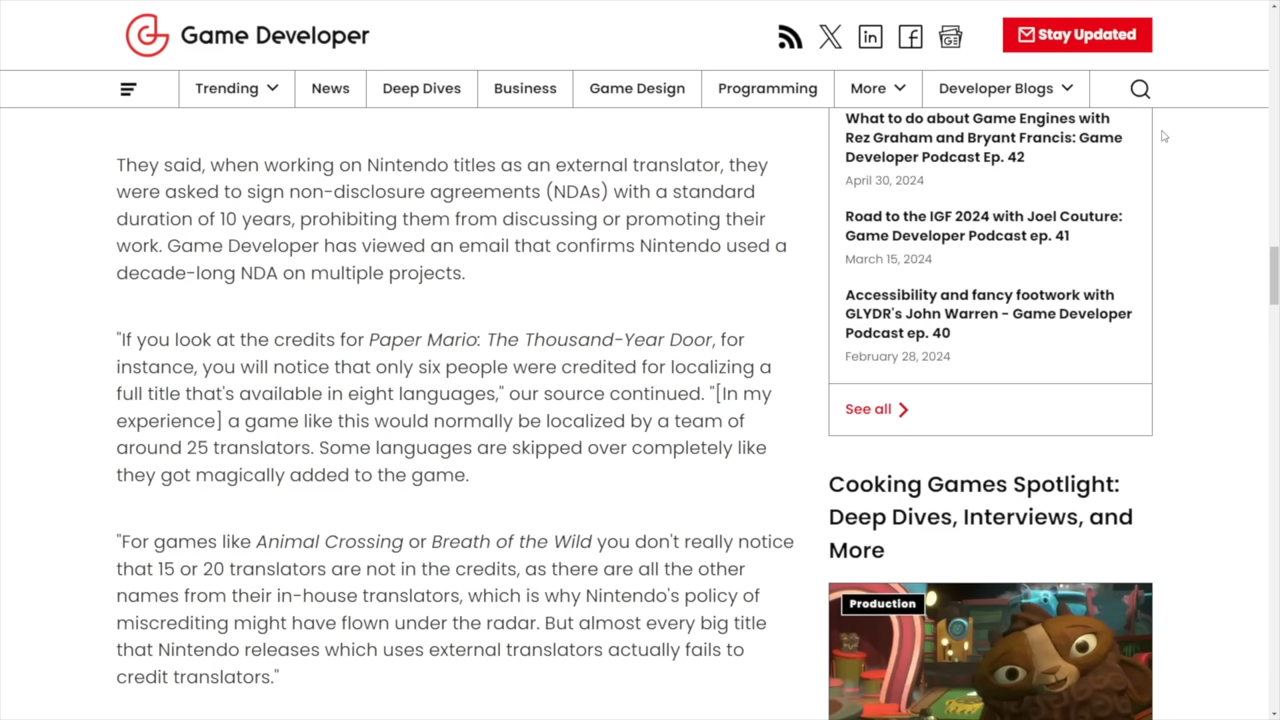 Game Developer
Stay Updated
Trending
News
Deep Dives
Business
Game Design
Programming
More
Developer Blogs
They said, when working on Nintendo titles as an external translator, they
were asked to sign non-disclosure agreements (NDAs) with a standard
duration of 10 years, prohibiting them from discussing or promoting their
work. Game Developer has viewed an email that confirms Nintendo used a
decade-long NDA on multiple projects.
"If you look at the credits for Paper Mario: The Thousand-Year Door, for
instance, you will notice that only six people were credited for localizing a
full title that's available in eight languages," our source continued. "[In my
experience] a game like this would normally be localized by a team of
around 25 translators. Some languages are skipped over completely like
they got magically added to the game.
"For games like Animal Crossing or Breath of the Wild you don't really notice
that 15 or 20 translators are not in the credits, as there are all the other
names from their in-house translators, which is why Nintendo's policy of
miscrediting might have flown under the radar. But almost every big title
that Nintendo releases which uses external translators actually fails to
credit translators."
What to do about Game Engines with
Rez Graham and Bryant Francis: Game
Developer Podcast Ep. 42
April 30, 2024
Road to the IGF 2024 with Joel Couture:
Game Developer Podcast ep. 41
March 15, 2024
Accessibility and fancy footwork with
GLYDR's John Warren - Game Developer
Podcast ep. 40
February 28, 2024
See all
Cooking Games Spotlight:
Deep Dives, Interviews, and
More
Production